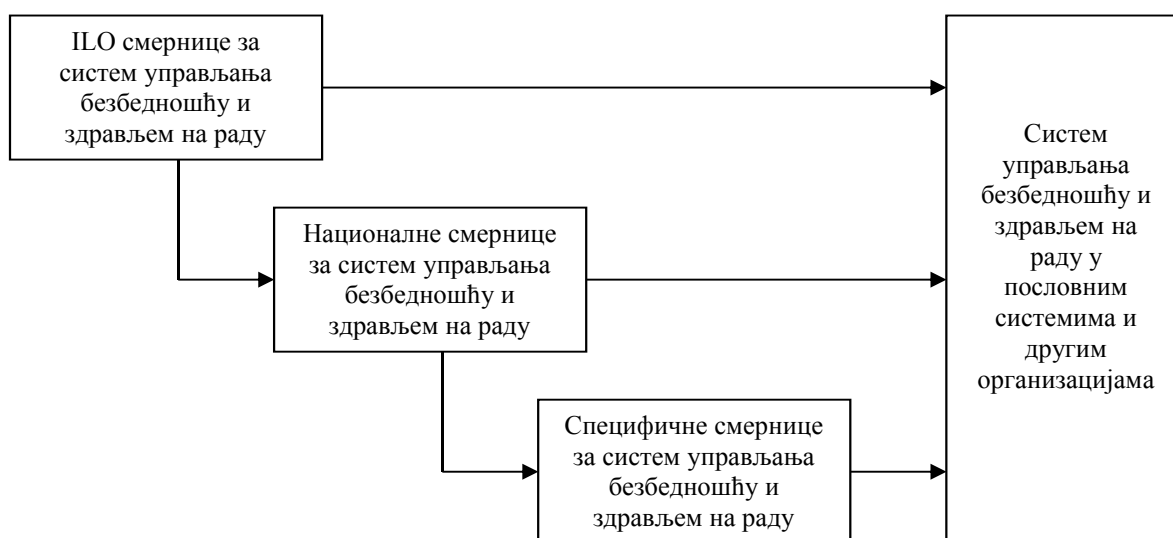 ILO смернице за
систем управљања
безбедношћу и
здрављем на раду
Националне смернице
за систем управљања
безбедношћу и
здрављем на раду
Специфичне смернице
за систем управљања
безбедношћу и
здрављем на раду
Систем
управљања
безбедношћу и
здрављем на
раду у
пословним
системима и
другим
организацијама